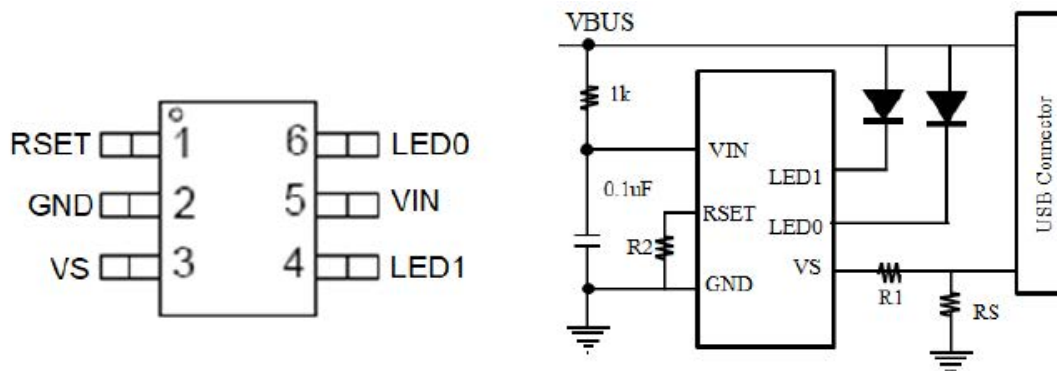 RSET 1 6 LED0
GND 2 5 VIN
VS 3 4 LED1
VBUS
1k
VIN
LED1
0.1uF
RSET
LED0
R2
VS
GND
R1
RS
USB Connector